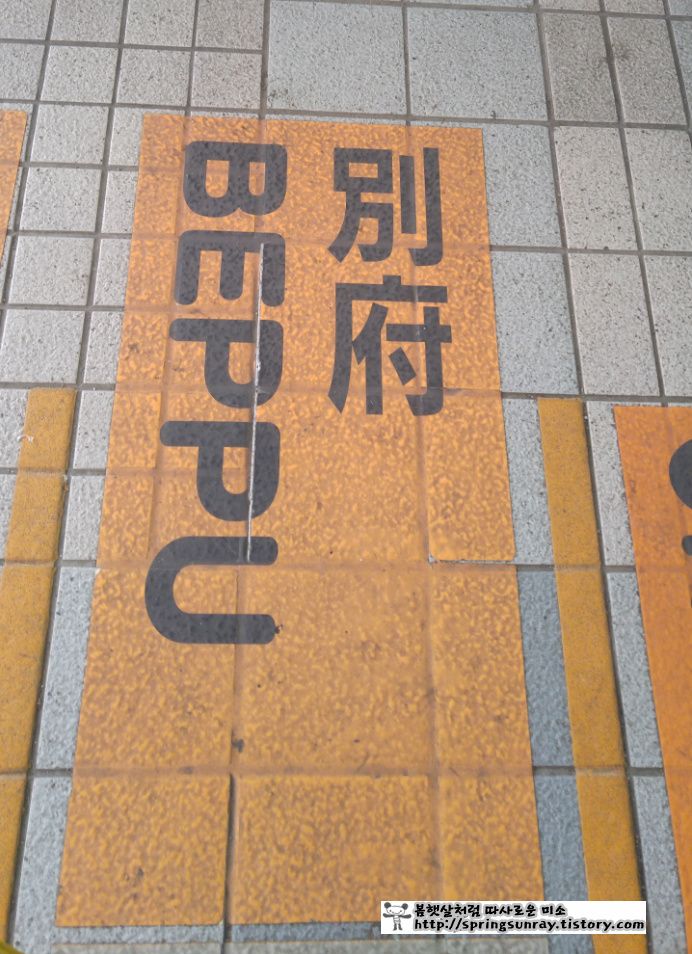 別府
BEPPU
봄햇살처럼 따사로운 미소
http://springsunray.tistory.com